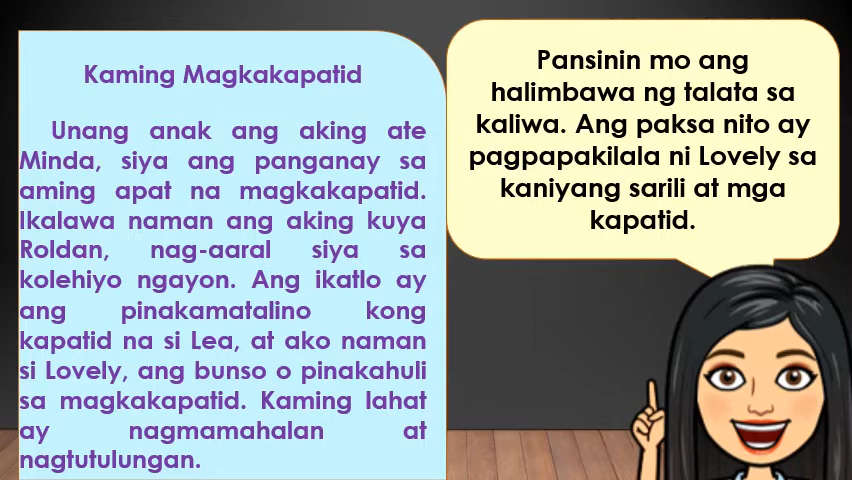 Kaming Magkakapatid
Unang anak ang aking ate
Minda, siya ang panganay sa
aming apat na magkakapatid.
Ikalawa naman ang aking kuya
Roldan, nag-aaral siya sa
kolehiyo ngayon. Ang ikatlo ay
ang pinakamatalino kong
kapatid na si Lea, at ako naman
si Lovely, ang bunso o pinakahuli
sa magkakapatid. Kaming lahat
ay nagmamahalan at
nagtutulungan.
Pansinin mo ang
halimbawa ng talata sa
kaliwa. Ang paksa nito ay
pagpapakilala ni Lovely sa
kaniyang sarili at mga
kapatid.